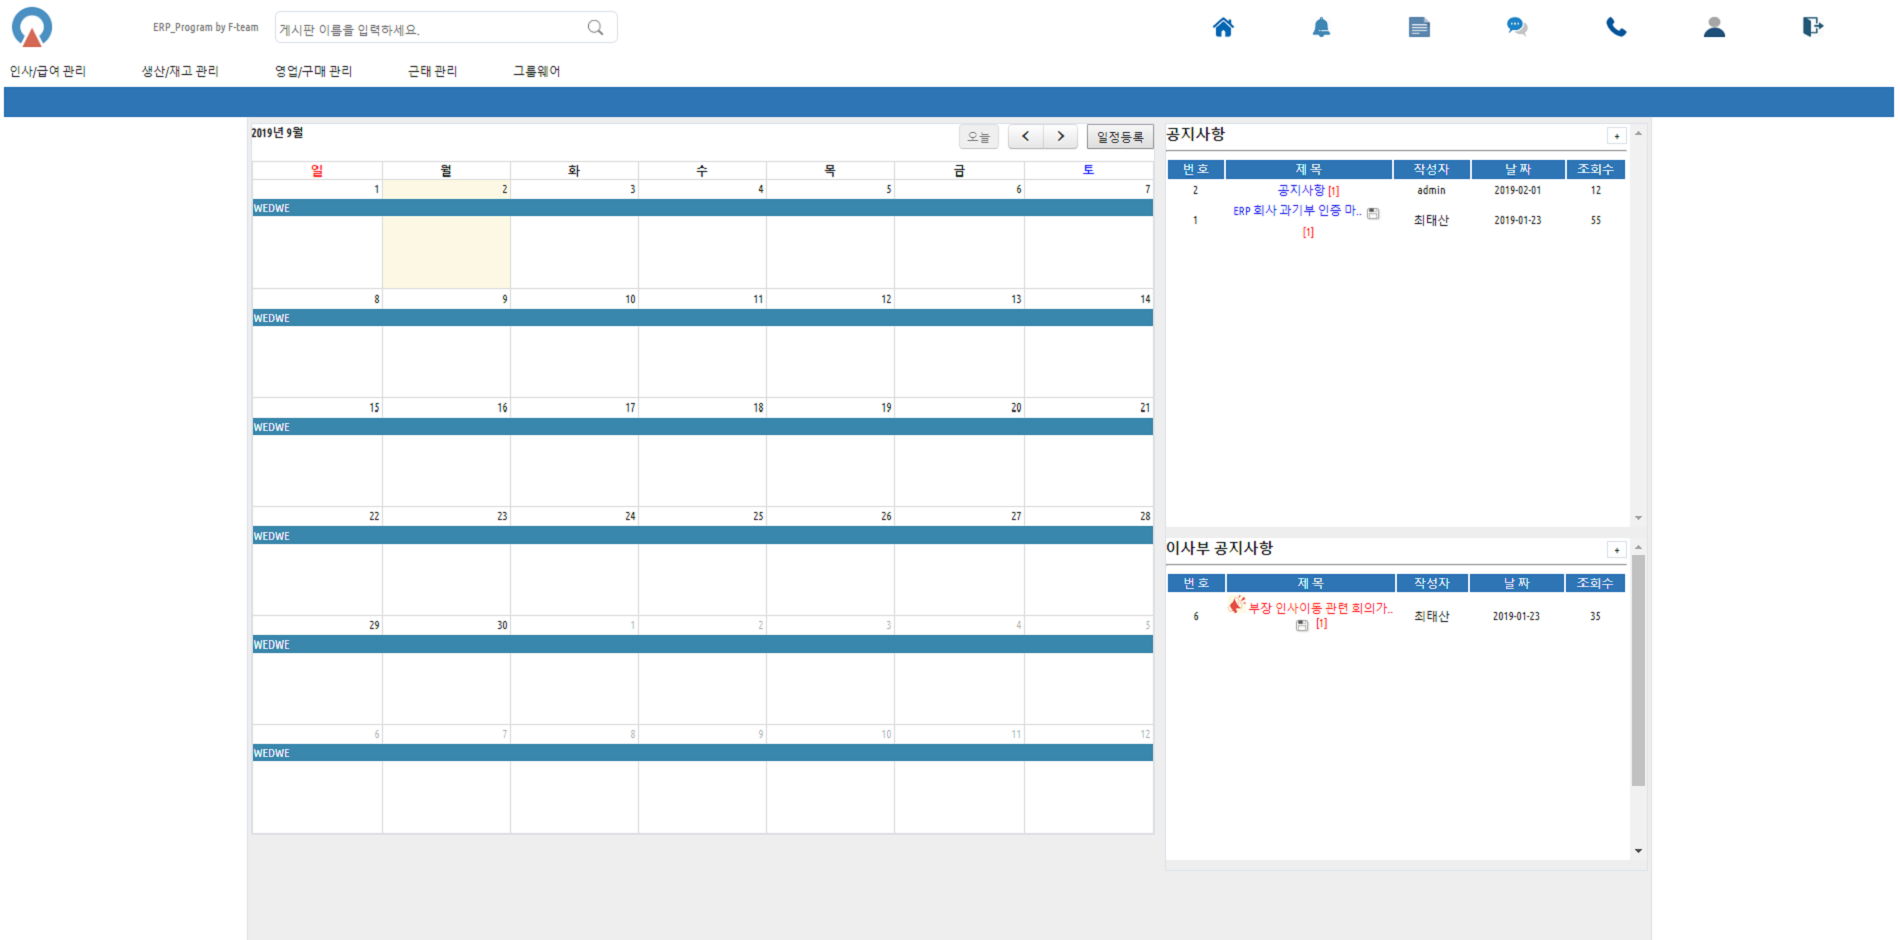 ERP_Program by F-team
게시판 이름을 입력하세요.
인사/급여 관리 생산/재고 관리 영업/구매 관리 근태 관리 그룹웨어
2019년 9월
오늘 < > 일정등록
일 월 화 수 목 금 토
1 2 3 4 5 6 7
WEDWE
8 9 10 11 12 13 14
WEDWE
15 16 17 18 19 20 21
WEDWE
22 23 24 25 26 27 28
WEDWE
29 30 1 2 3 4 5
WEDWE
6 7 8 9 10 11 12
WEDWE
공지사항 +
번호 제목 작성자 날짜 조회수
2 공지사항 [1] admin 2019-02-01 12
1 ERP 회사 과기부 인증 마.. 최태산 2019-01-23 55
[1]
이사부 공지사항 +
번호 제목 작성자 날짜 조회수
6 부장 인사이동 관련 회의가.. 최태산 2019-01-23 35
[1]